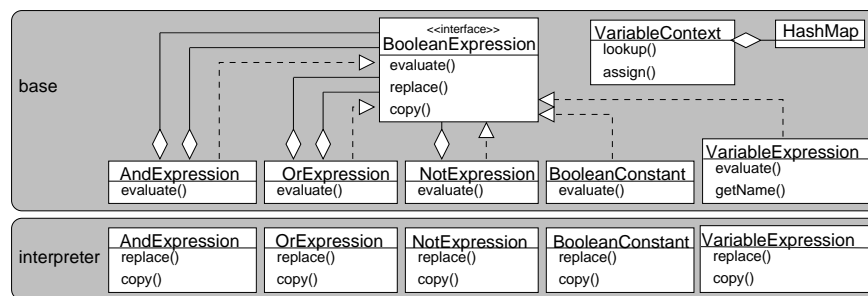 base
<<interface>>
BooleanExpression
evaluate()
replace()
copy()
VariableContext
lookup()
assign()
HashMap
AndExpression
evaluate()
OrExpression
evaluate()
NotExpression
evaluate()
BooleanConstant
evaluate()
VariableExpression
evaluate()
getName()
interpreter
AndExpression
replace()
copy()
OrExpression
replace()
copy()
NotExpression
replace()
copy()
BooleanConstant
replace()
copy()
VariableExpression
replace()
copy()